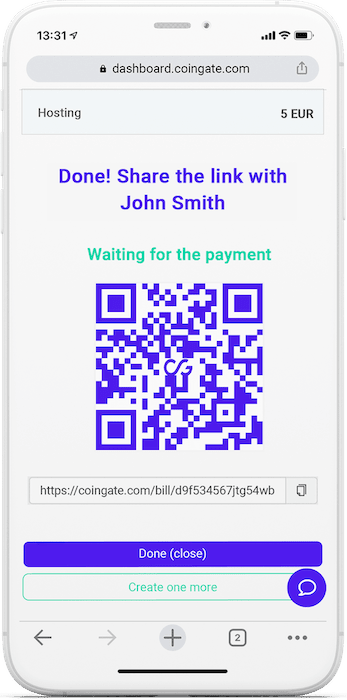 13:31
dashboard.coingate.com
Hosting 5 EUR
Done! Share the link with
John Smith
Waiting for the payment
https://coingate.com/bill/d9f534567jtg54wb
Done (close)
Create one more
2